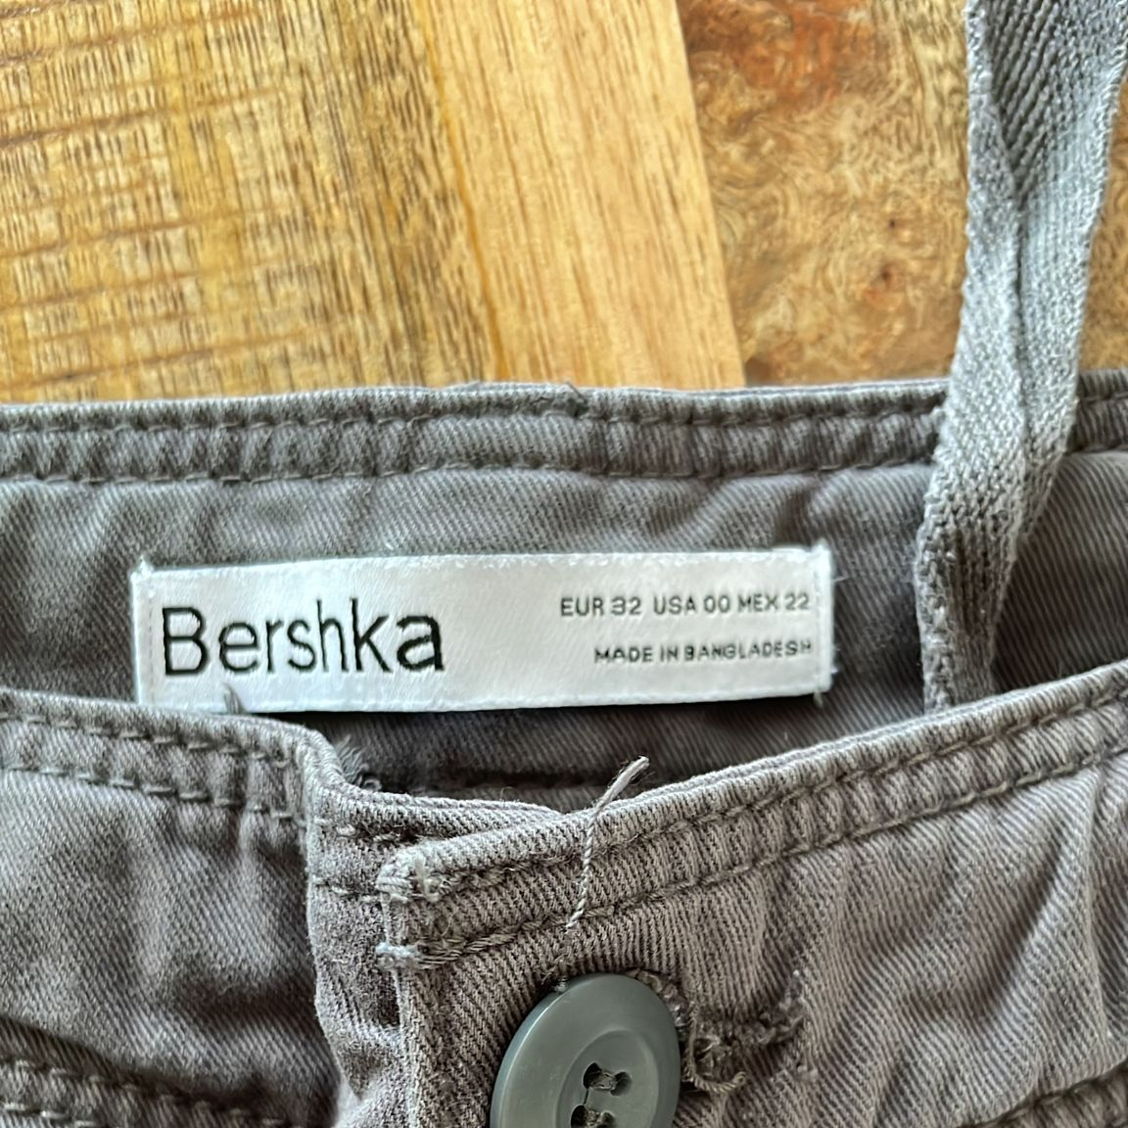 Bershka
EUR 32 USA 00 MEX 22
MADE IN BANGLADESH